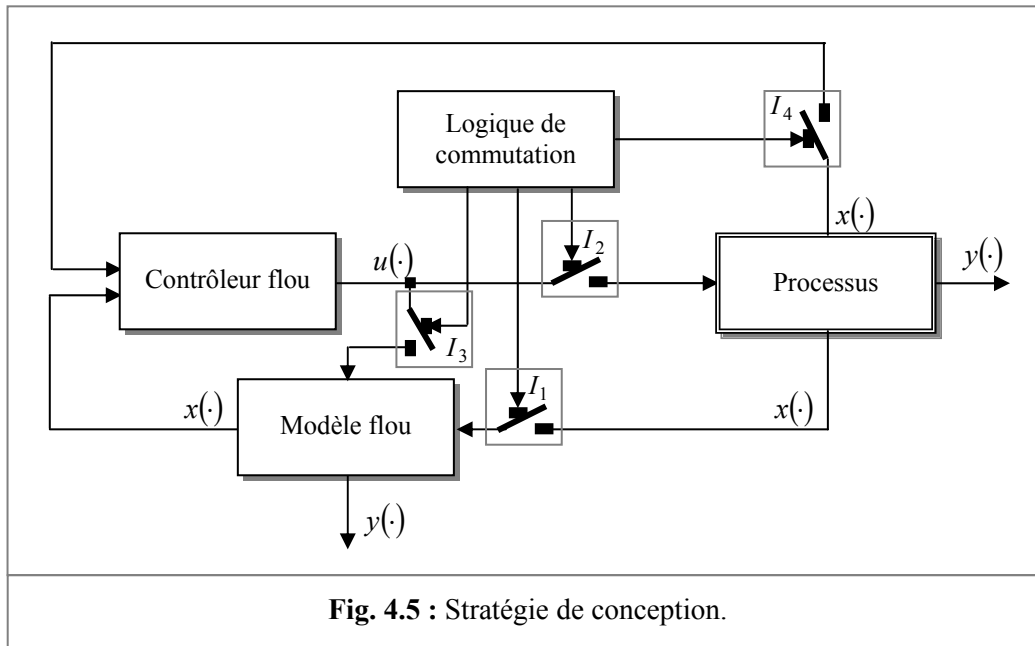 I₄
Logique de
commutation
x(·)
I₂
y(·)
Contrôleur flou
u(·)
Processus
I₃
I₁
x(·)
Modèle flou
x(·)
y(·)
Fig. 4.5 : Stratégie de conception.